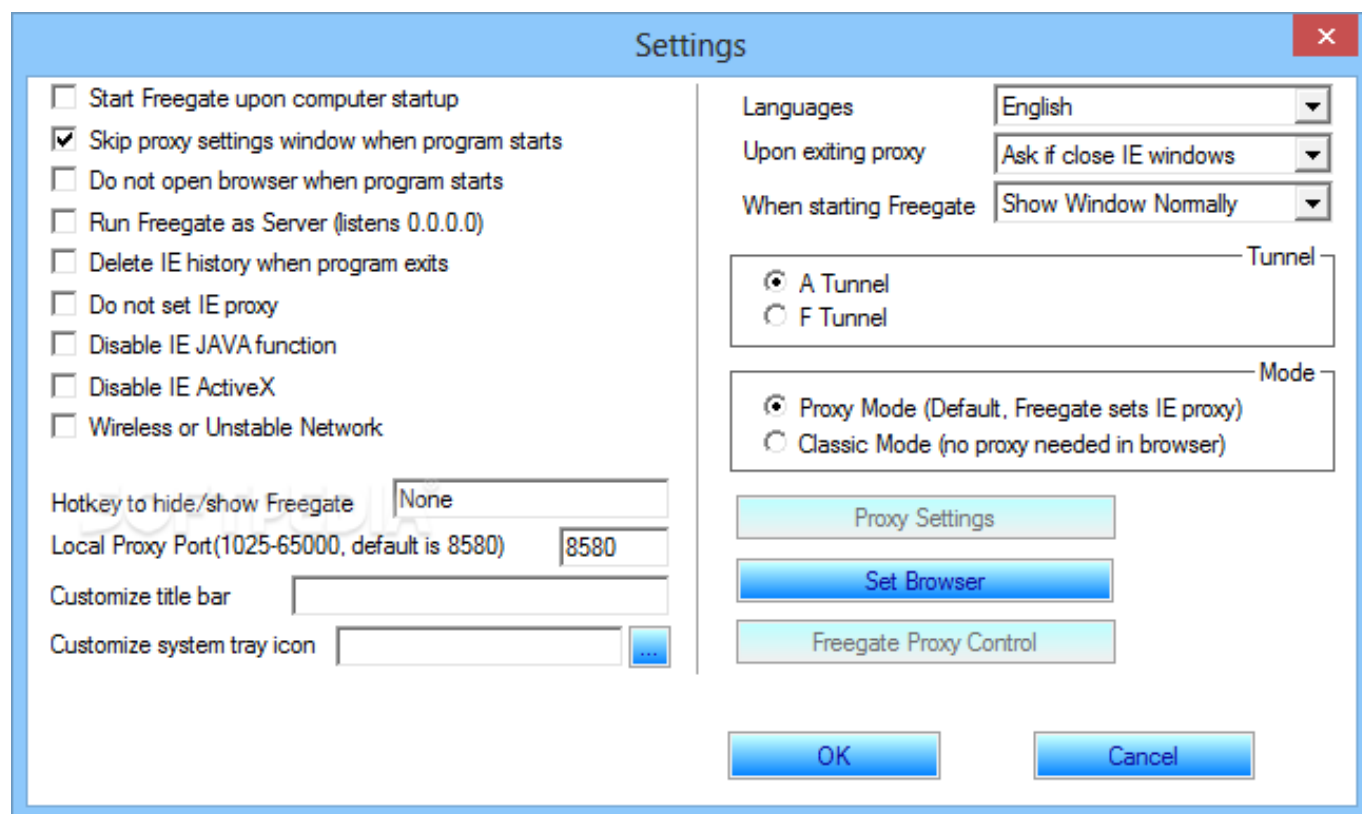 Settings
Start Freegate upon computer startup
Skip proxy settings window when program starts
Do not open browser when program starts
Run Freegate as Server (listens 0.0.0.0)
Delete IE history when program exits
Do not set IE proxy
Disable IE JAVA function
Disable IE ActiveX
Wireless or Unstable Network
Hotkey to hide/show Freegate None
SOFTPEDIA®
Local Proxy Port(1025-65000, default is 8580) 8580
Customize title bar
Customize system tray icon ...
Languages English
Upon exiting proxy Ask if close IE windows
When starting Freegate Show Window Normally
Tunnel
A Tunnel
F Tunnel
Mode
Proxy Mode (Default, Freegate sets IE proxy)
Classic Mode (no proxy needed in browser)
Proxy Settings
Set Browser
Freegate Proxy Control
OK Cancel